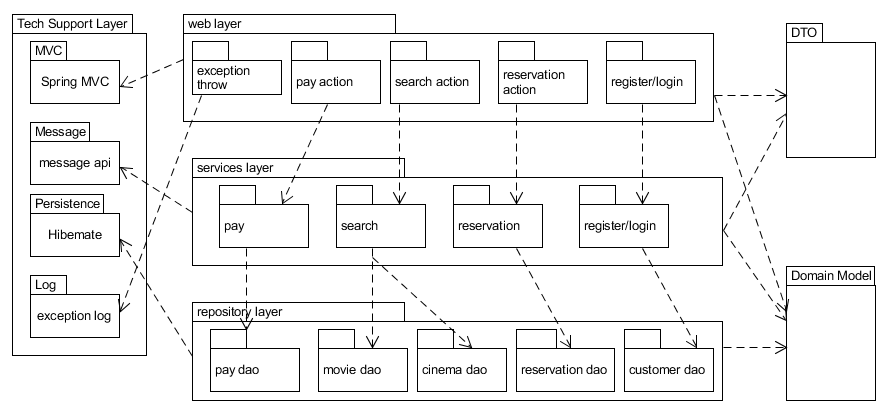 Tech Support Layer
MVC
Spring MVC
Message
message api
Persistence
Hibemate
Log
exception log
web layer
exception
throw
pay action
search action
reservation
action
register/login
services layer
pay
search
reservation
register/login
repository layer
pay dao
movie dao
cinema dao
reservation dao
customer dao
DTO
Domain Model